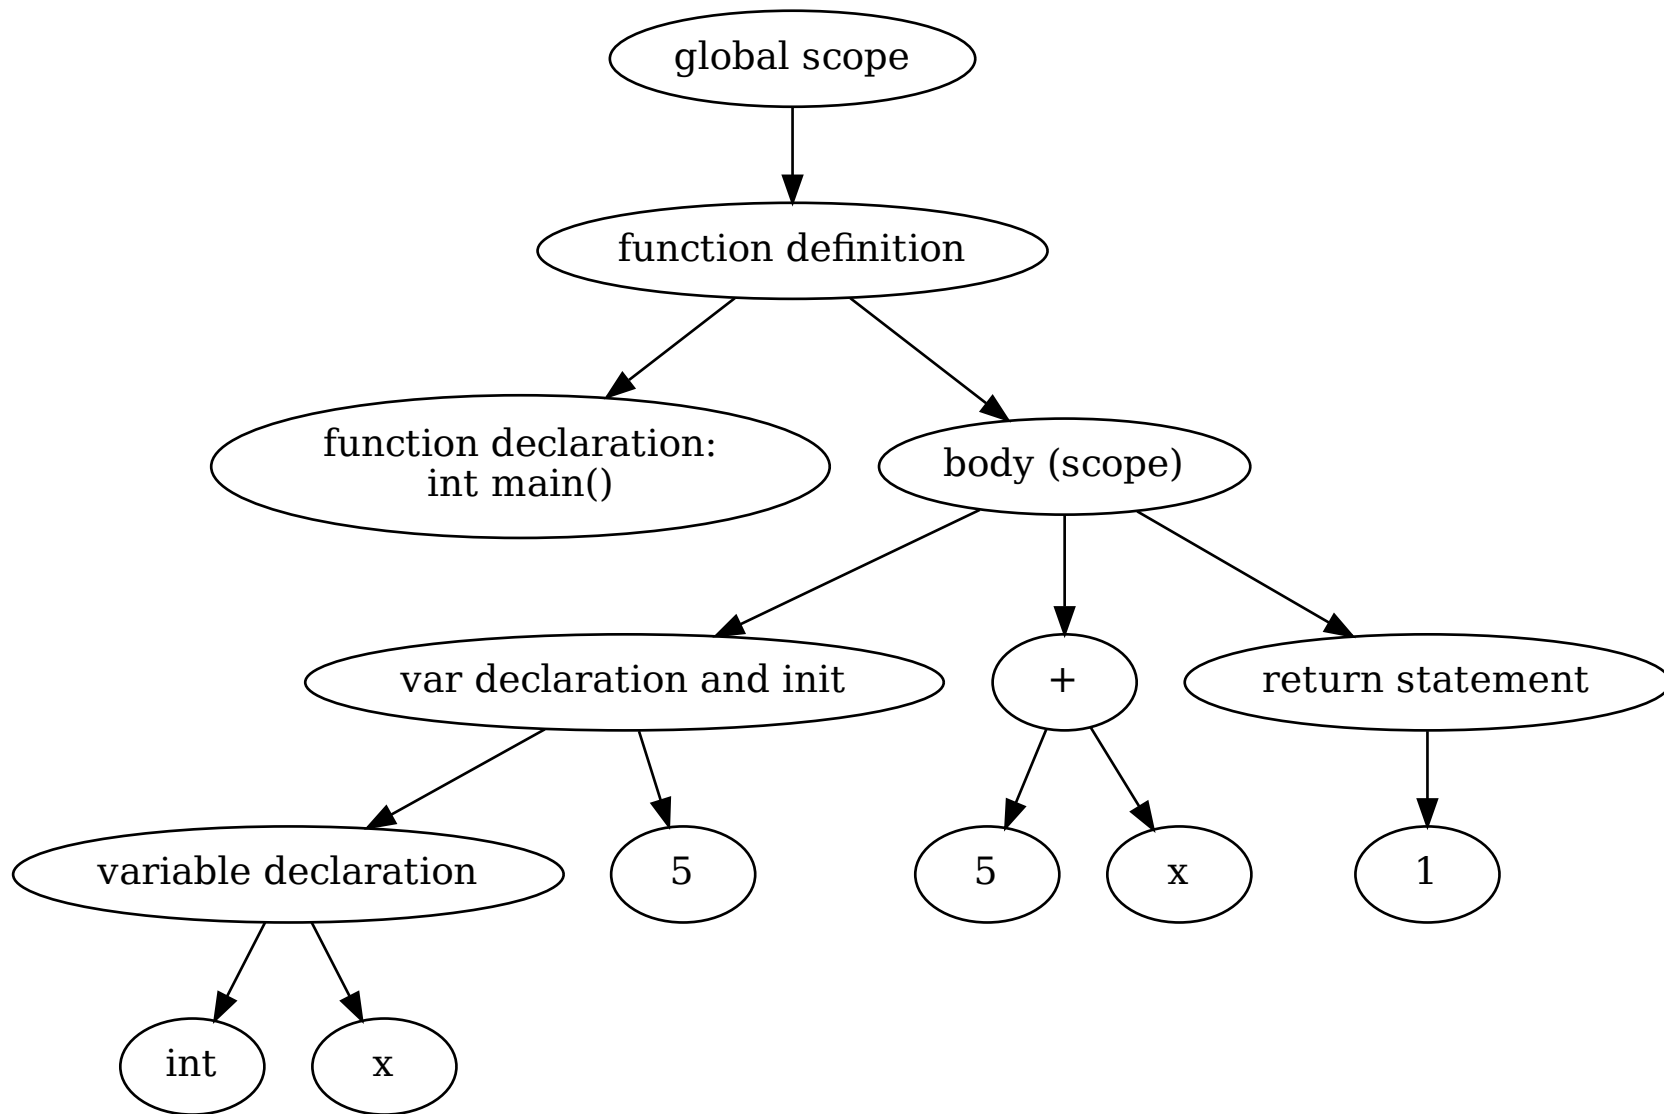 global scope
function definition
function declaration:
int main()
body (scope)
var declaration and init
+
return statement
variable declaration
5
5
x
1
int
x